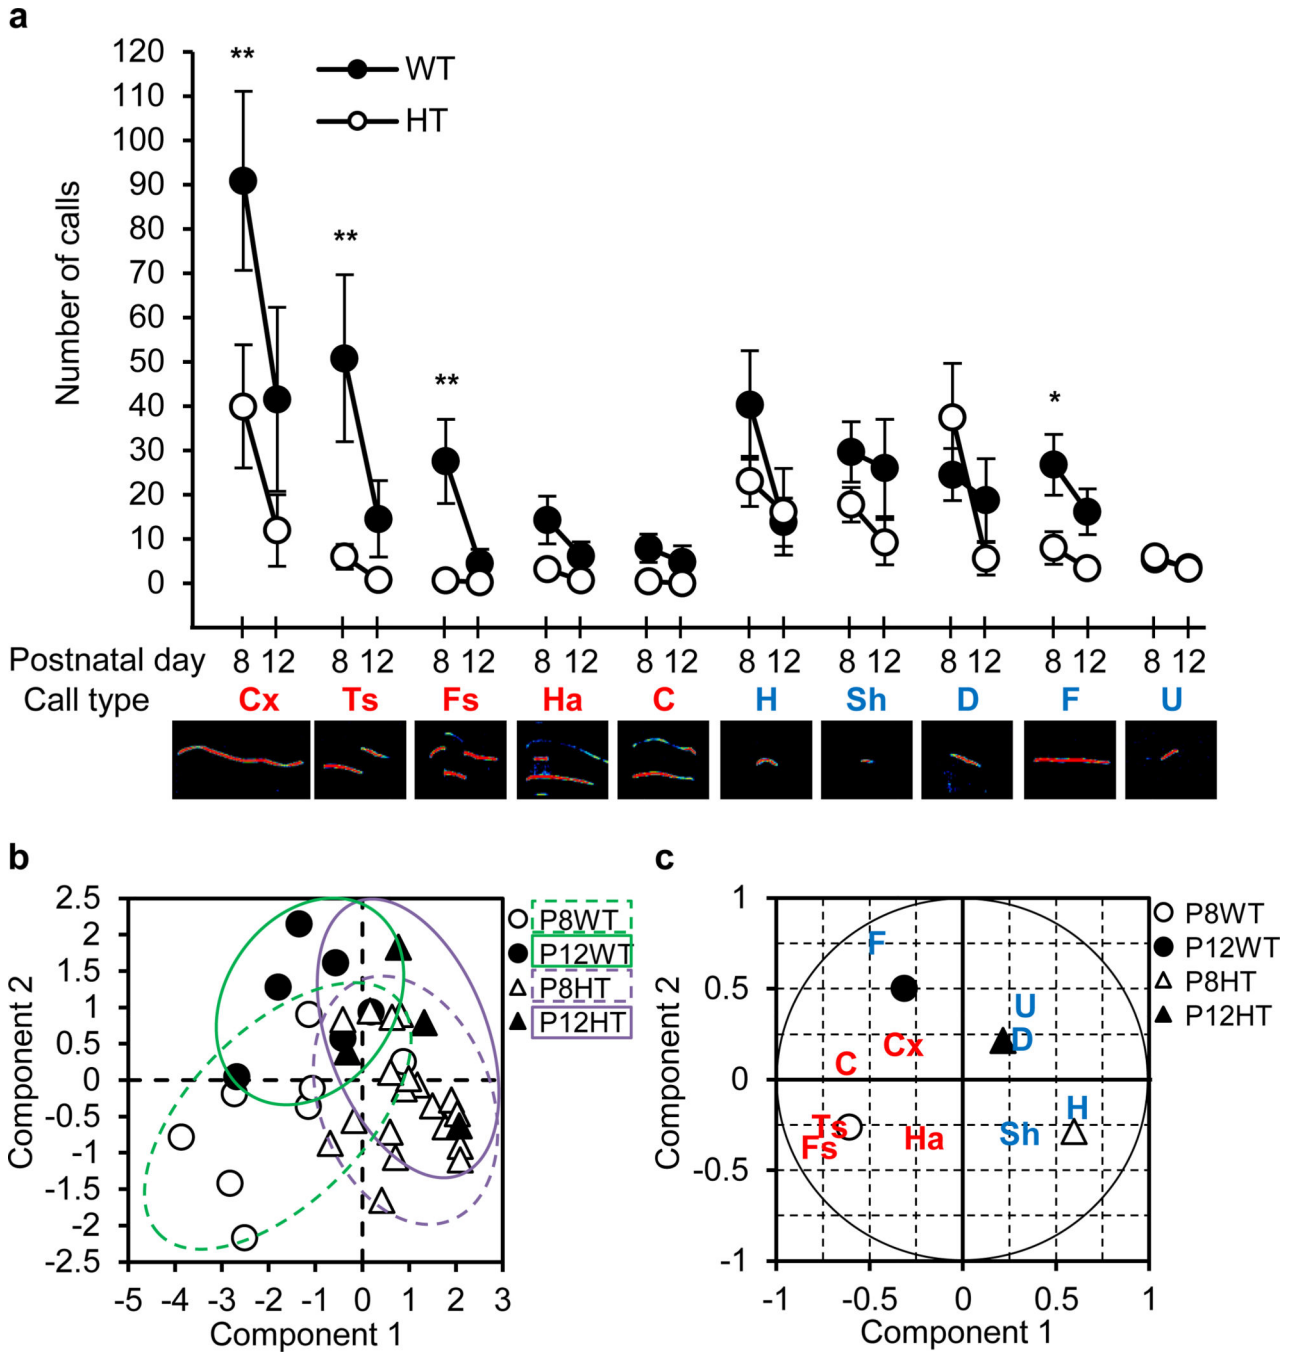 a
120
110
100
90
80
70
60
50
40
30
20
10
0
Number of calls
WT
HT
**
**
**
*
Postnatal day 8 12 8 12 8 12 8 12 8 12 8 12 8 12 8 12 8 12 8 12
Call type Cx Ts Fs Ha C H Sh D F U
b
2.5
2
1.5
1
0.5
0
-0.5
-1
-1.5
-2
-2.5
Component 2
-5 -4 -3 -2 -1 0 1 2 3
Component 1
P8WT
P12WT
P8HT
P12HT
c
1
0.5
0
-0.5
-1
Component 2
F
U
D
Cx
C
H
Ts
Fs
Ha
Sh
-1 -0.5 0 0.5 1
Component 1
P8WT
P12WT
P8HT
P12HT